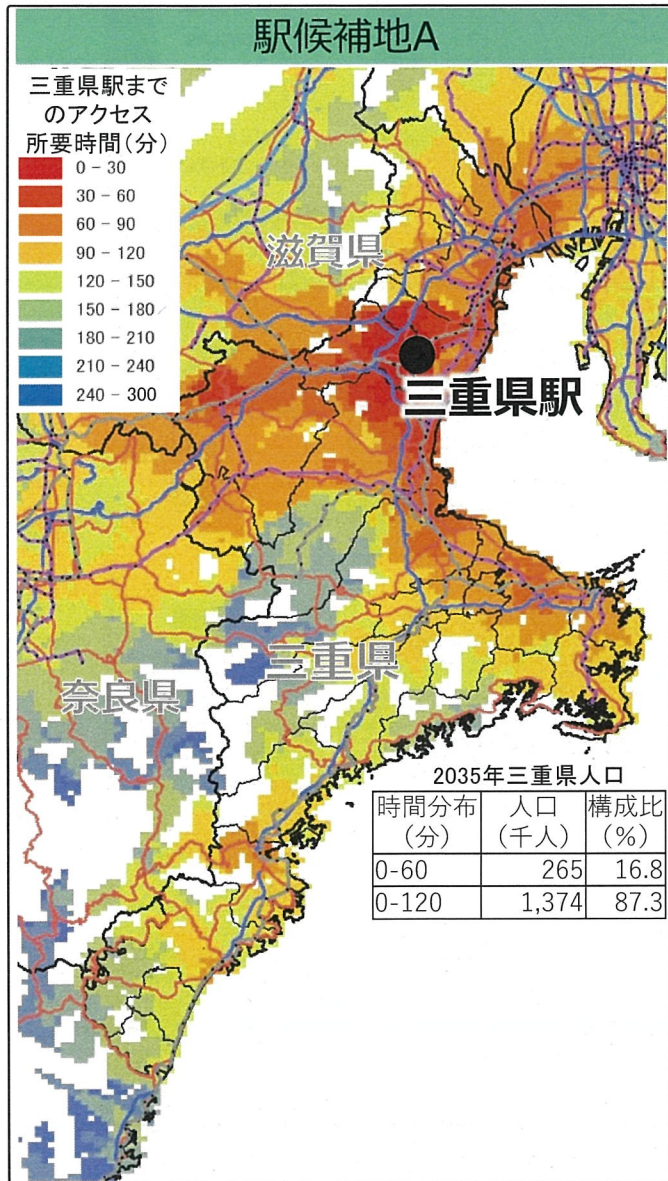 駅候補地A
三重県駅まで
のアクセス
所要時間(分)
0 - 30
30 - 60
60 - 90
90 - 120
120 - 150
150 - 180
180 - 210
210 - 240
240 - 300
滋賀県
三重県駅
三重県
奈良県
2035年三重県人口
時間分布(分) 人口(千人) 構成比(%)
0-60 265 16.8
0-120 1,374 87.3